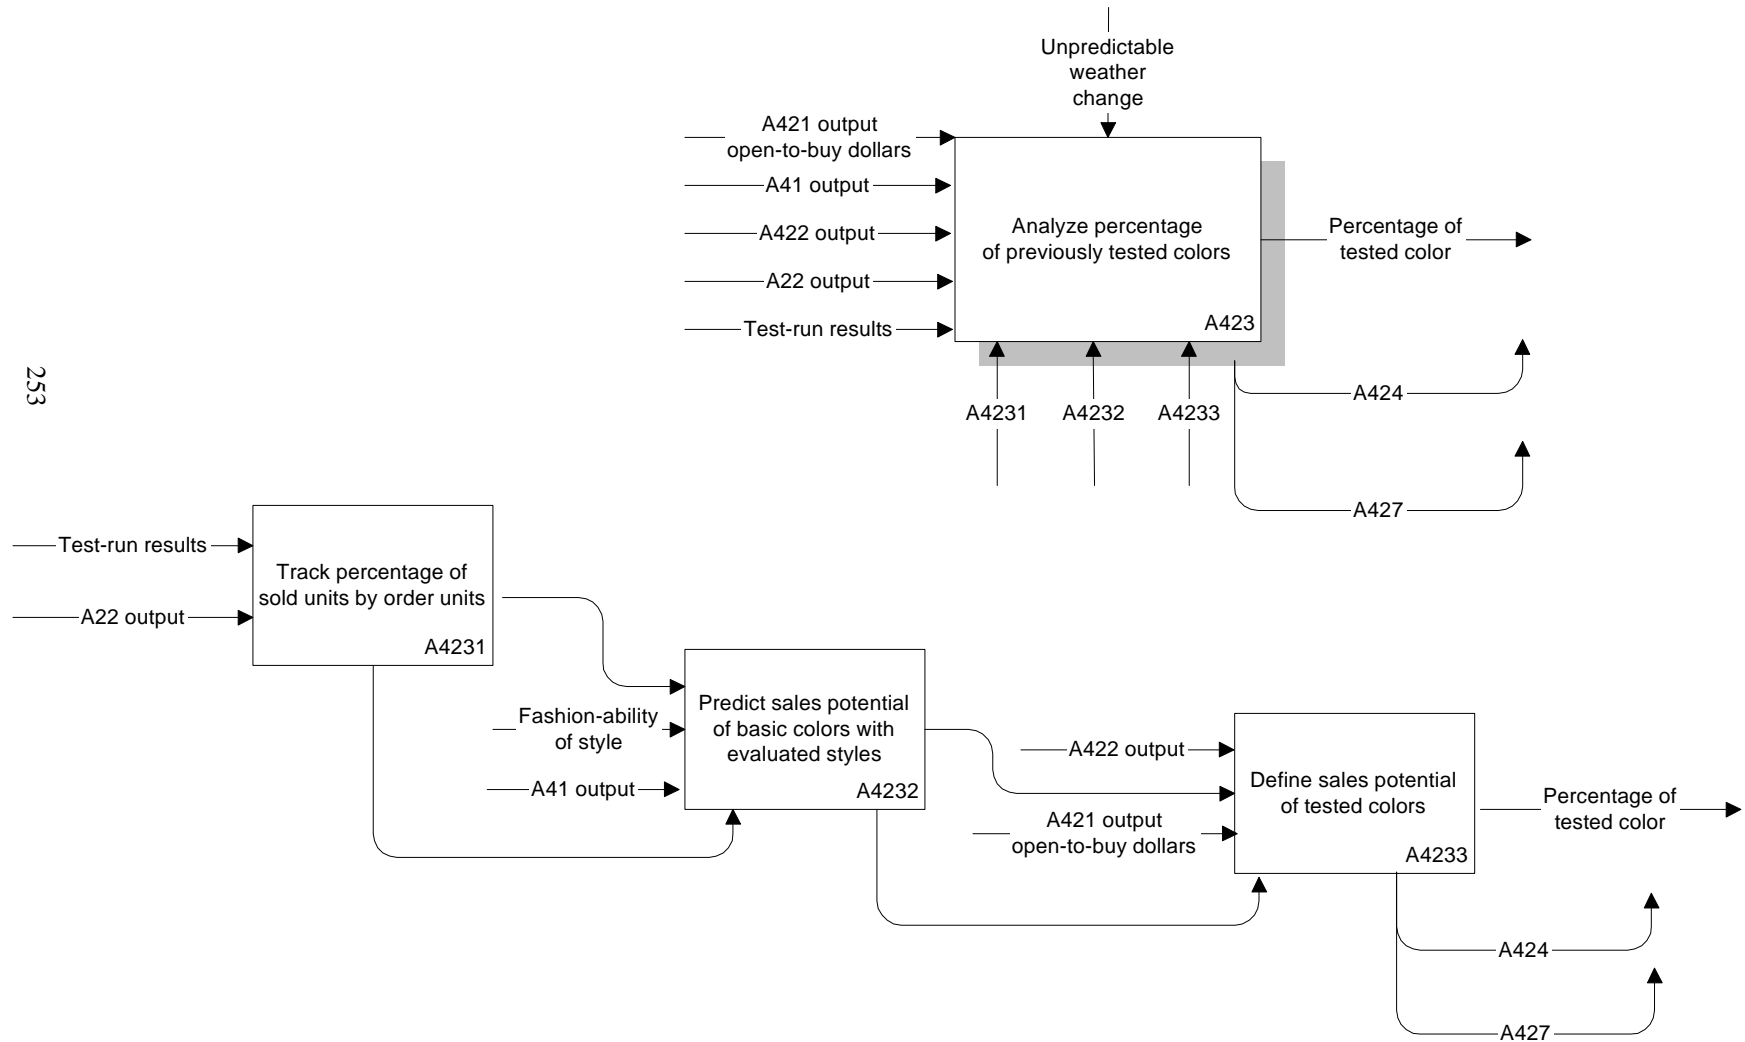 Unpredictable
weather
change
A421 output
open-to-buy dollars
A41 output
A422 output
A22 output
Test-run results
Analyze percentage
of previously tested colors
A423
Percentage of
tested color
A4231
A4232
A4233
A424
A427
253
Test-run results
A22 output
Track percentage of
sold units by order units
A4231
Fashion-ability
of style
A41 output
Predict sales potential
of basic colors with
evaluated styles
A4232
A422 output
A421 output
open-to-buy dollars
Define sales potential
of tested colors
A4233
Percentage of
tested color
A424
A427